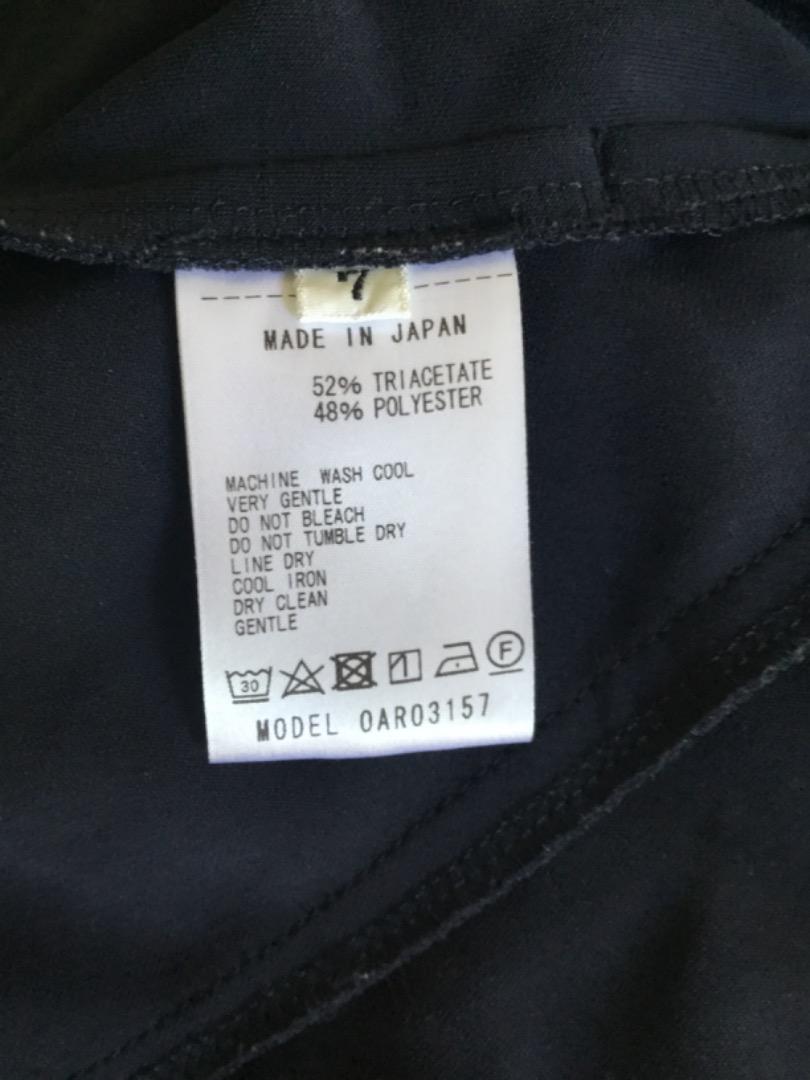 7
MADE IN JAPAN
52% TRIACETATE
48% POLYESTER
MACHINE WASH COOL
VERY GENTLE
DO NOT BLEACH
DO NOT TUMBLE DRY
LINE DRY
COOL IRON
DRY CLEAN
GENTLE
30 F
MODEL 0AR03157